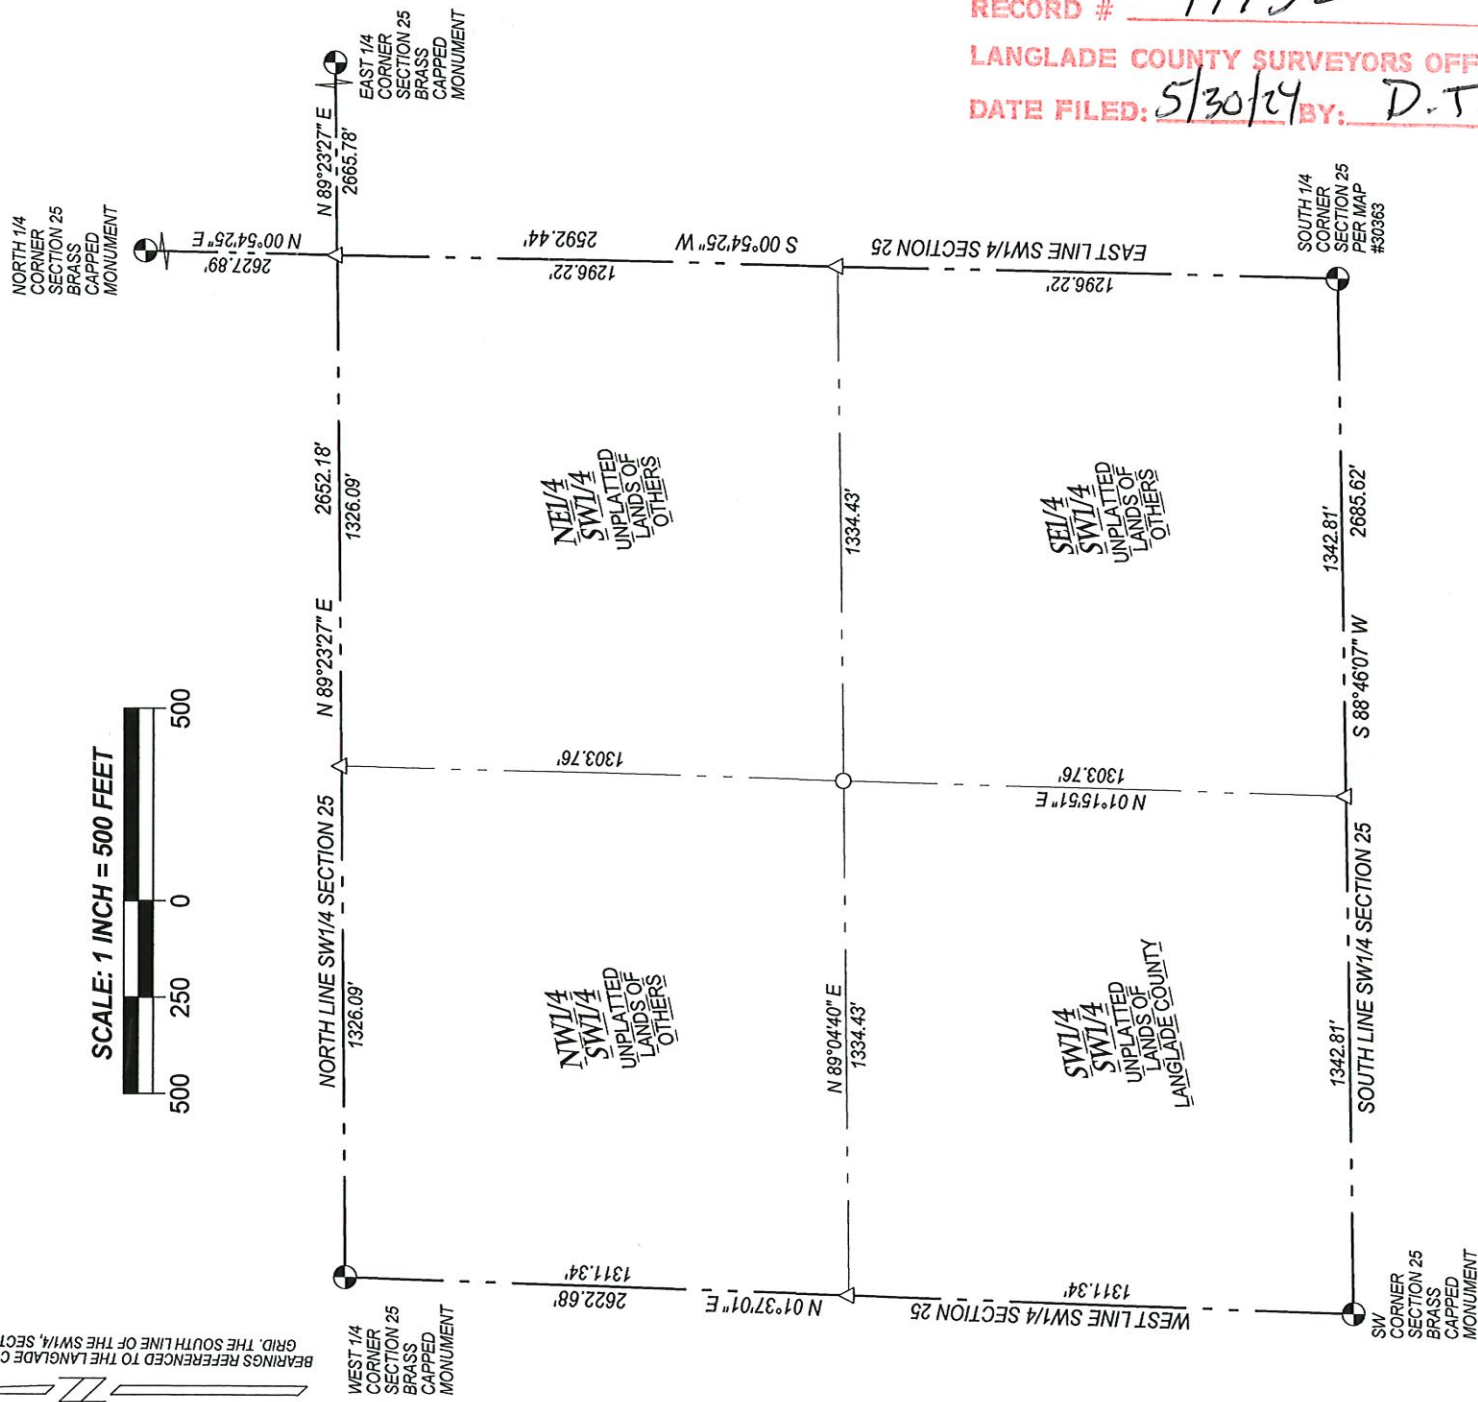 RECORD #
LANGLADE COUNTY SURVEYORS OFF
DATE FILED: 5/30/24 BY: D.T
NORTH 1/4
CORNER
SECTION 25
BRASS
CAPPED
MONUMENT
EAST 1/4
CORNER
SECTION 25
BRASS
CAPPED
MONUMENT
N 00°54'25" E
2627.89'
N 89°23'27" E
2665.78'
SCALE: 1 INCH = 500 FEET
500 250 0 500
NORTH LINE SW1/4 SECTION 25
1326.09'
N 89°23'27" E
2652.18'
1326.09'
BEARINGS REFERENCED TO THE LANGLADE C
GRID. THE SOUTH LINE OF THE SW1/4, SECT
WEST 1/4
CORNER
SECTION 25
BRASS
CAPPED
MONUMENT
1311.34'
2622.68'
N 01°37'01" E
WEST LINE SW1/4 SECTION 25
1311.34'
NW1/4
SW1/4
UNPLATTED
LANDS OF
OTHERS
1303.76'
NE1/4
SW1/4
UNPLATTED
LANDS OF
OTHERS
2592.44'
1296.22'
S 00°54'25" W
EAST LINE SW1/4 SECTION 25
1296.22'
N 89°04'40" E
1334.43'
1334.43'
SW1/4
SW1/4
UNPLATTED
LANDS OF
LANGLADE COUNTY
1303.76'
N 01°15'51" E
SE1/4
SW1/4
UNPLATTED
LANDS OF
OTHERS
SOUTH 1/4
CORNER
SECTION 25
PER MAP
#30363
1342.81'
SOUTH LINE SW1/4 SECTION 25
S 88°46'07" W
1342.81'
2685.62'
SW
CORNER
SECTION 25
BRASS
CAPPED
MONUMENT